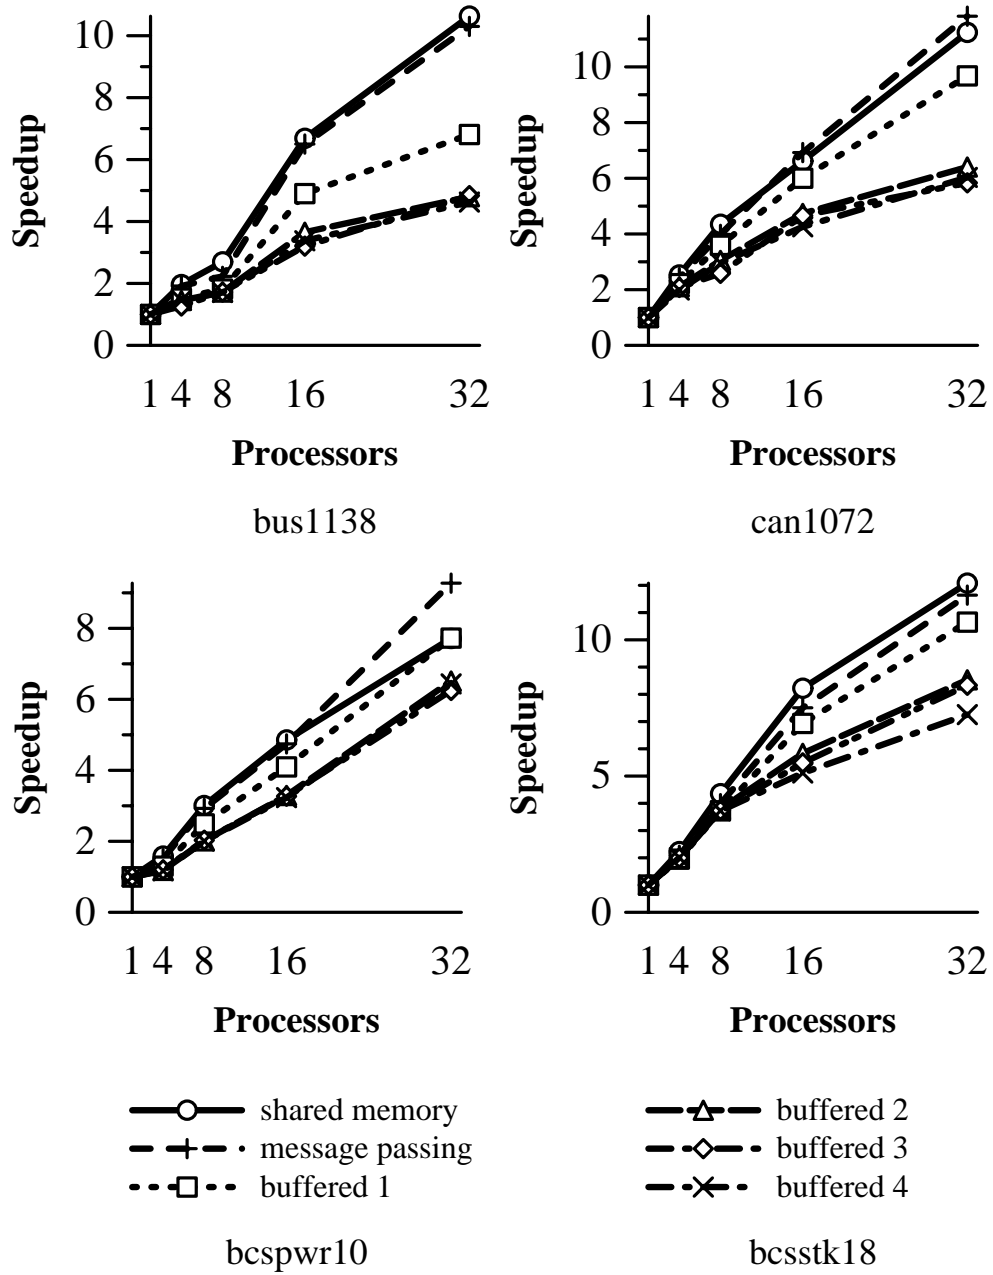 Speedup
10
8
6
4
2
0
1 4 8 16 32
Processors
bus1138
Speedup
10
8
6
4
2
0
1 4 8 16 32
Processors
can1072
Speedup
8
6
4
2
0
1 4 8 16 32
Processors
Speedup
10
5
0
1 4 8 16 32
Processors
shared memory
message passing
buffered 1
buffered 2
buffered 3
buffered 4
bcspwr10
bcsstk18